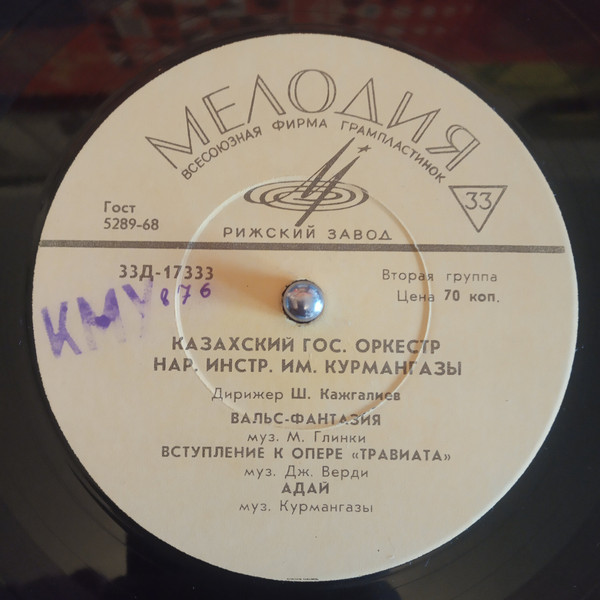 МЕЛОДИЯ
ВСЕСОЮЗНАЯ ФИРМА ГРАМПЛАСТИНОК
33
РИЖСКИЙ ЗАВОД
Гост
5289-68
33Д-17333
Вторая группа
Цена 70 коп.
КМУ 876
КАЗАХСКИЙ ГОС. ОРКЕСТР
НАР. ИНСТР. ИМ. КУРМАНГАЗЫ
Дирижер Ш. Кажгалиев
ВАЛЬС-ФАНТАЗИЯ
муз. М. Глинки
ВСТУПЛЕНИЕ К ОПЕРЕ «ТРАВИАТА»
муз. Дж. Верди
АДАЙ
муз. Курмангазы